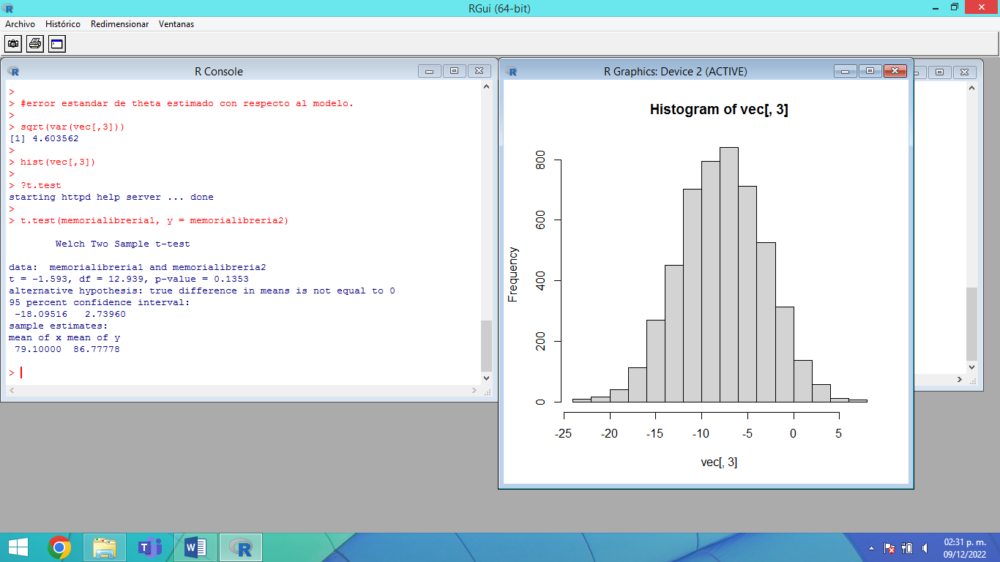 RGui (64-bit)
Archivo Histórico Redimensionar Ventanas
R Console
>
> #error estandar de theta estimado con respecto al modelo.
>
> sqrt(var(vec[,3]))
[1] 4.603562
>
> hist(vec[,3])
>
> ?t.test
starting httpd help server ... done
>
> t.test(memorialibreria1, y = memorialibreria2)
Welch Two Sample t-test
data:  memorialibreria1 and memorialibreria2
t = -1.593, df = 12.939, p-value = 0.1353
alternative hypothesis: true difference in means is not equal to 0
95 percent confidence interval:
-18.09516   2.73960
sample estimates:
mean of x mean of y
79.10000  86.77778
>
R Graphics: Device 2 (ACTIVE)
Histogram of vec[, 3]
Frequency
800
600
400
200
0
-25 -20 -15 -10 -5 0 5
vec[, 3]
02:31 p. m.
09/12/2022